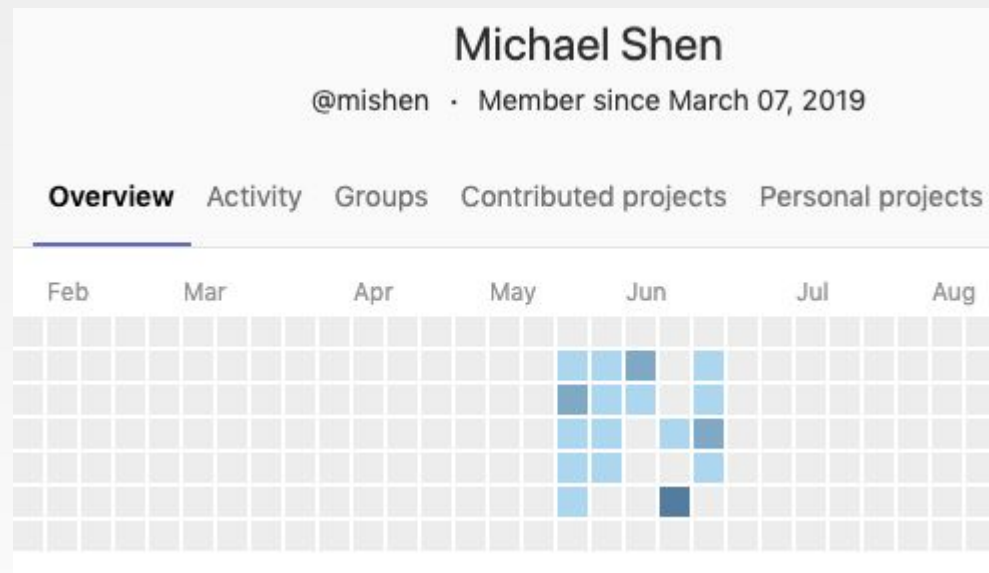 Michael Shen
@mishen · Member since March 07, 2019
Overview Activity Groups Contributed projects Personal projects
Feb Mar Apr May Jun Jul Aug